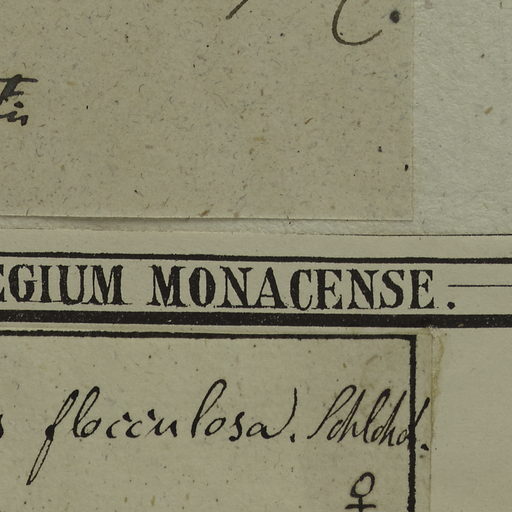 EGIUM MONACENSE.
s flocculosa. Schlchd.
♀